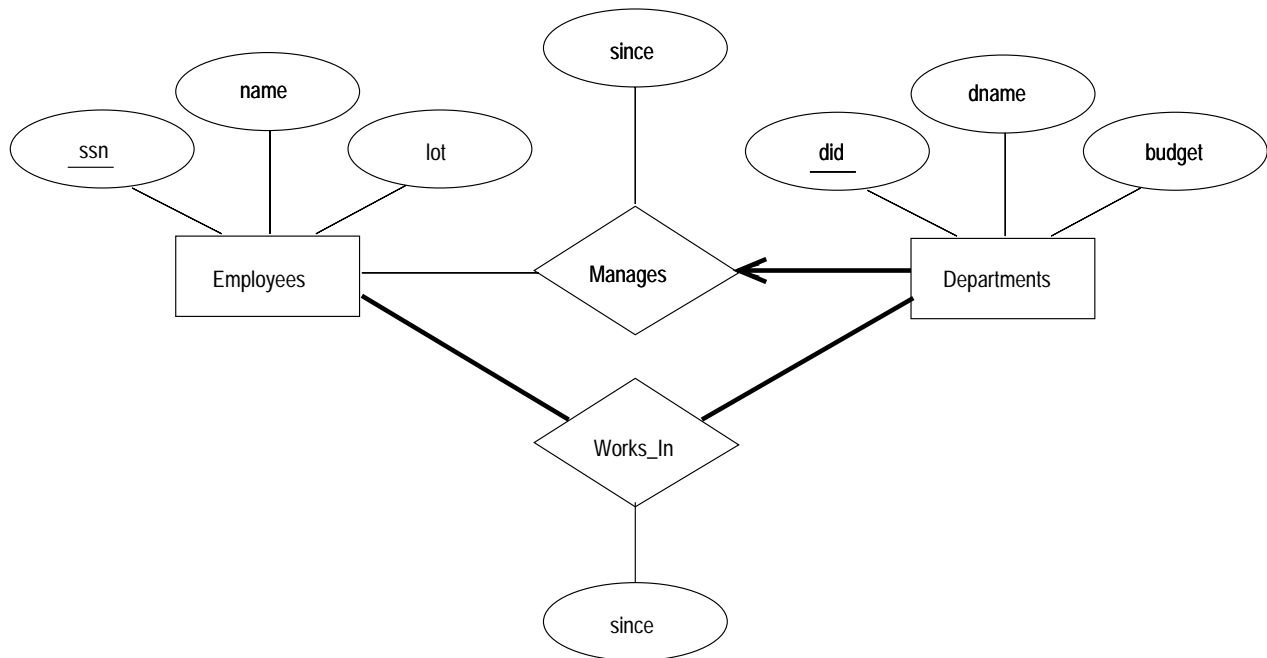 since
name
dname
ssn
lot
did
budget
Employees
Manages
Departments
Works_In
since